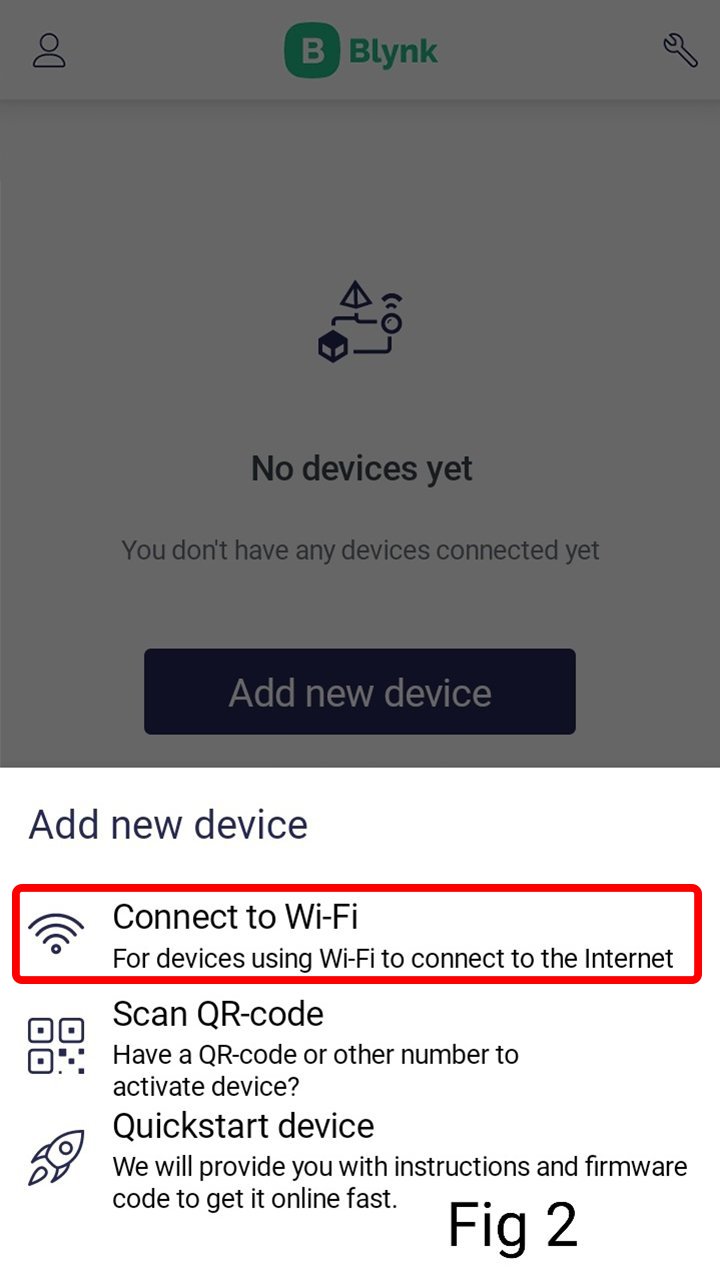 B Blynk
No devices yet
You don't have any devices connected yet
Add new device
Add new device
Connect to Wi-Fi
For devices using Wi-Fi to connect to the Internet
Scan QR-code
Have a QR-code or other number to
activate device?
Quickstart device
We will provide you with instructions and firmware
code to get it online fast.
Fig 2